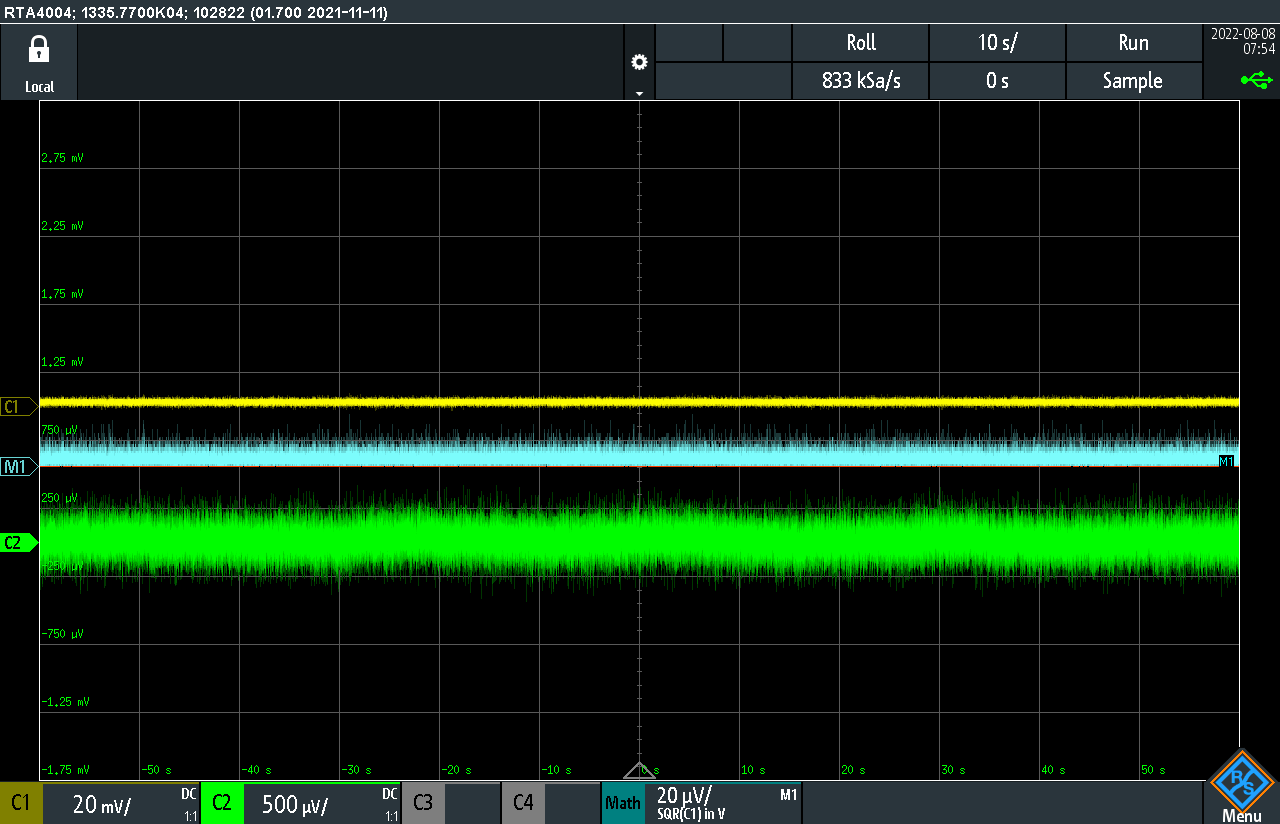 RTA4004; 1335.7700K04; 102822 (01.700 2021-11-11)
Local
Roll
10 s/
Run
2022-08-08
07:54
833 kSa/s
0 s
Sample
2.75 mV
2.25 mV
1.75 mV
1.25 mV
C1
750 µV
M1
M1
250 µV
C2
-250 µV
-750 µV
-1.25 mV
-1.75 mV
-50 s
-40 s
-30 s
-20 s
-10 s
0 s
10 s
20 s
30 s
40 s
50 s
C1
20 mV/
DC
1:1
C2
500 µV/
DC
1:1
C3
C4
Math
20 µV/
M1
SQR(C1) in V
R&S
Menu